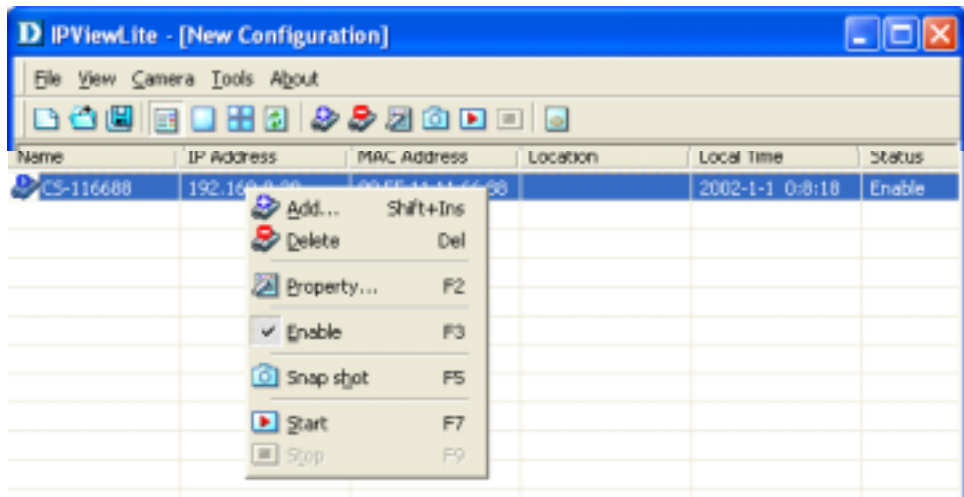 D IPViewLite - [New Configuration]
File View Camera Tools About
Name IP Address MAC Address Location Local Time Status
CS-116688 2002-1-1 0:8:18 Enable
Add... Shift+Ins
Delete Del
Property... F2
Enable F3
Snap shot F5
Start F7
Stop F9